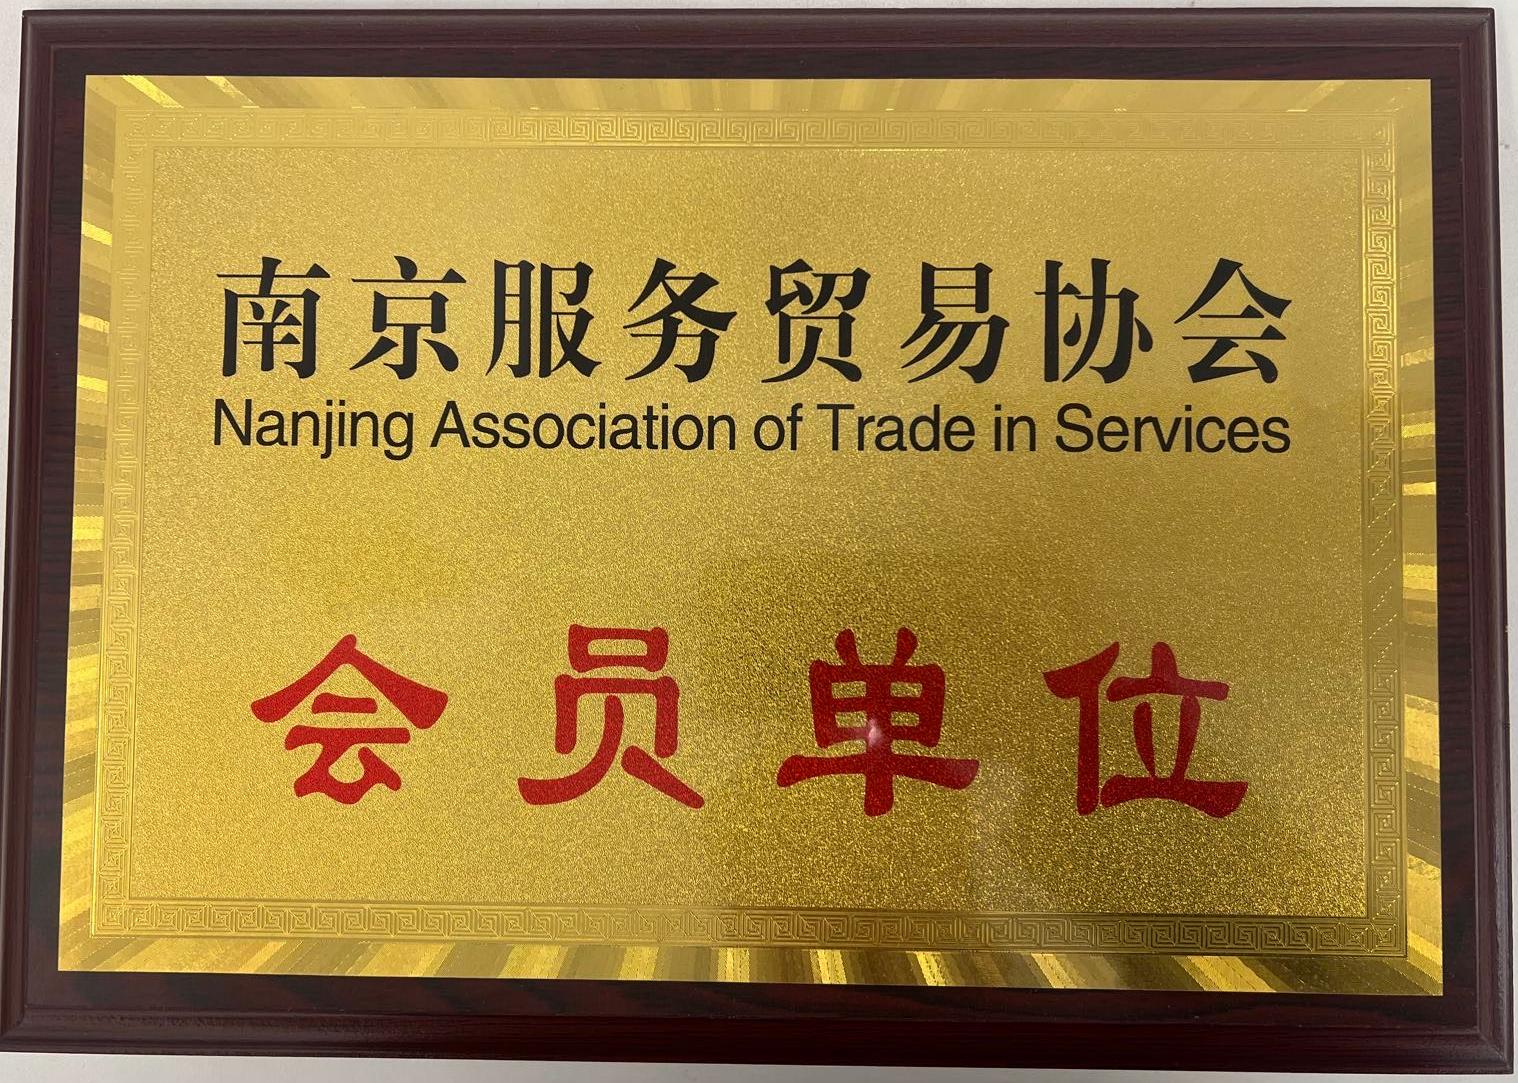 南京服务贸易协会
Nanjing Association of Trade in Services
会员单位